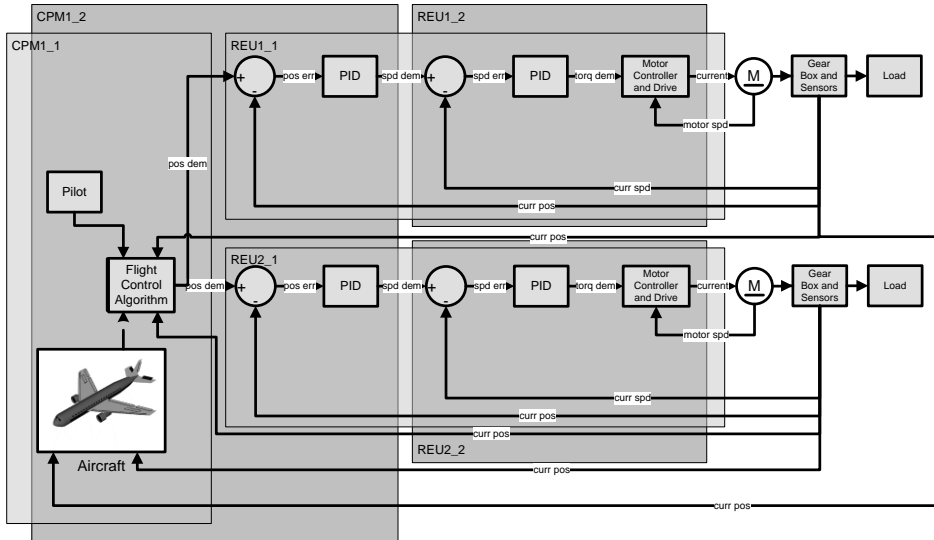 CPM1_2
REU1_2
CPM1_1
REU1_1
+
-
pos err
PID
spd dem
+
-
spd err
PID
torq dem
Motor
Controller
and Drive
current
M
Gear
Box and
Sensors
Load
motor spd
pos dem
curr spd
Pilot
curr pos
curr pos
Flight
Control
Algorithm
pos dem
REU2_1
+
-
pos err
PID
spd dem
+
-
spd err
PID
torq dem
Motor
Controller
and Drive
current
M
Gear
Box and
Sensors
Load
motor spd
curr spd
curr pos
curr pos
REU2_2
Aircraft
curr pos
curr pos